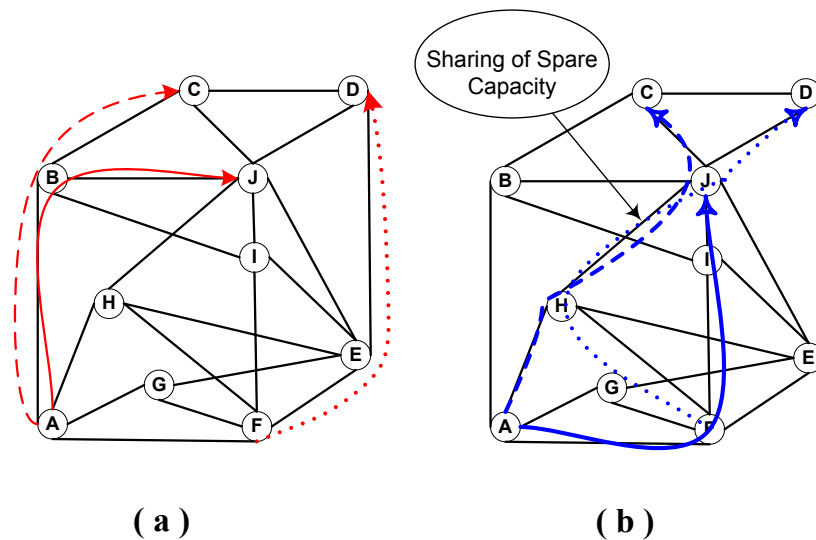 Sharing of Spare
Capacity
C
D
B
J
I
H
E
G
A
F
C
D
B
J
I
H
E
G
A
F
( a )
( b )